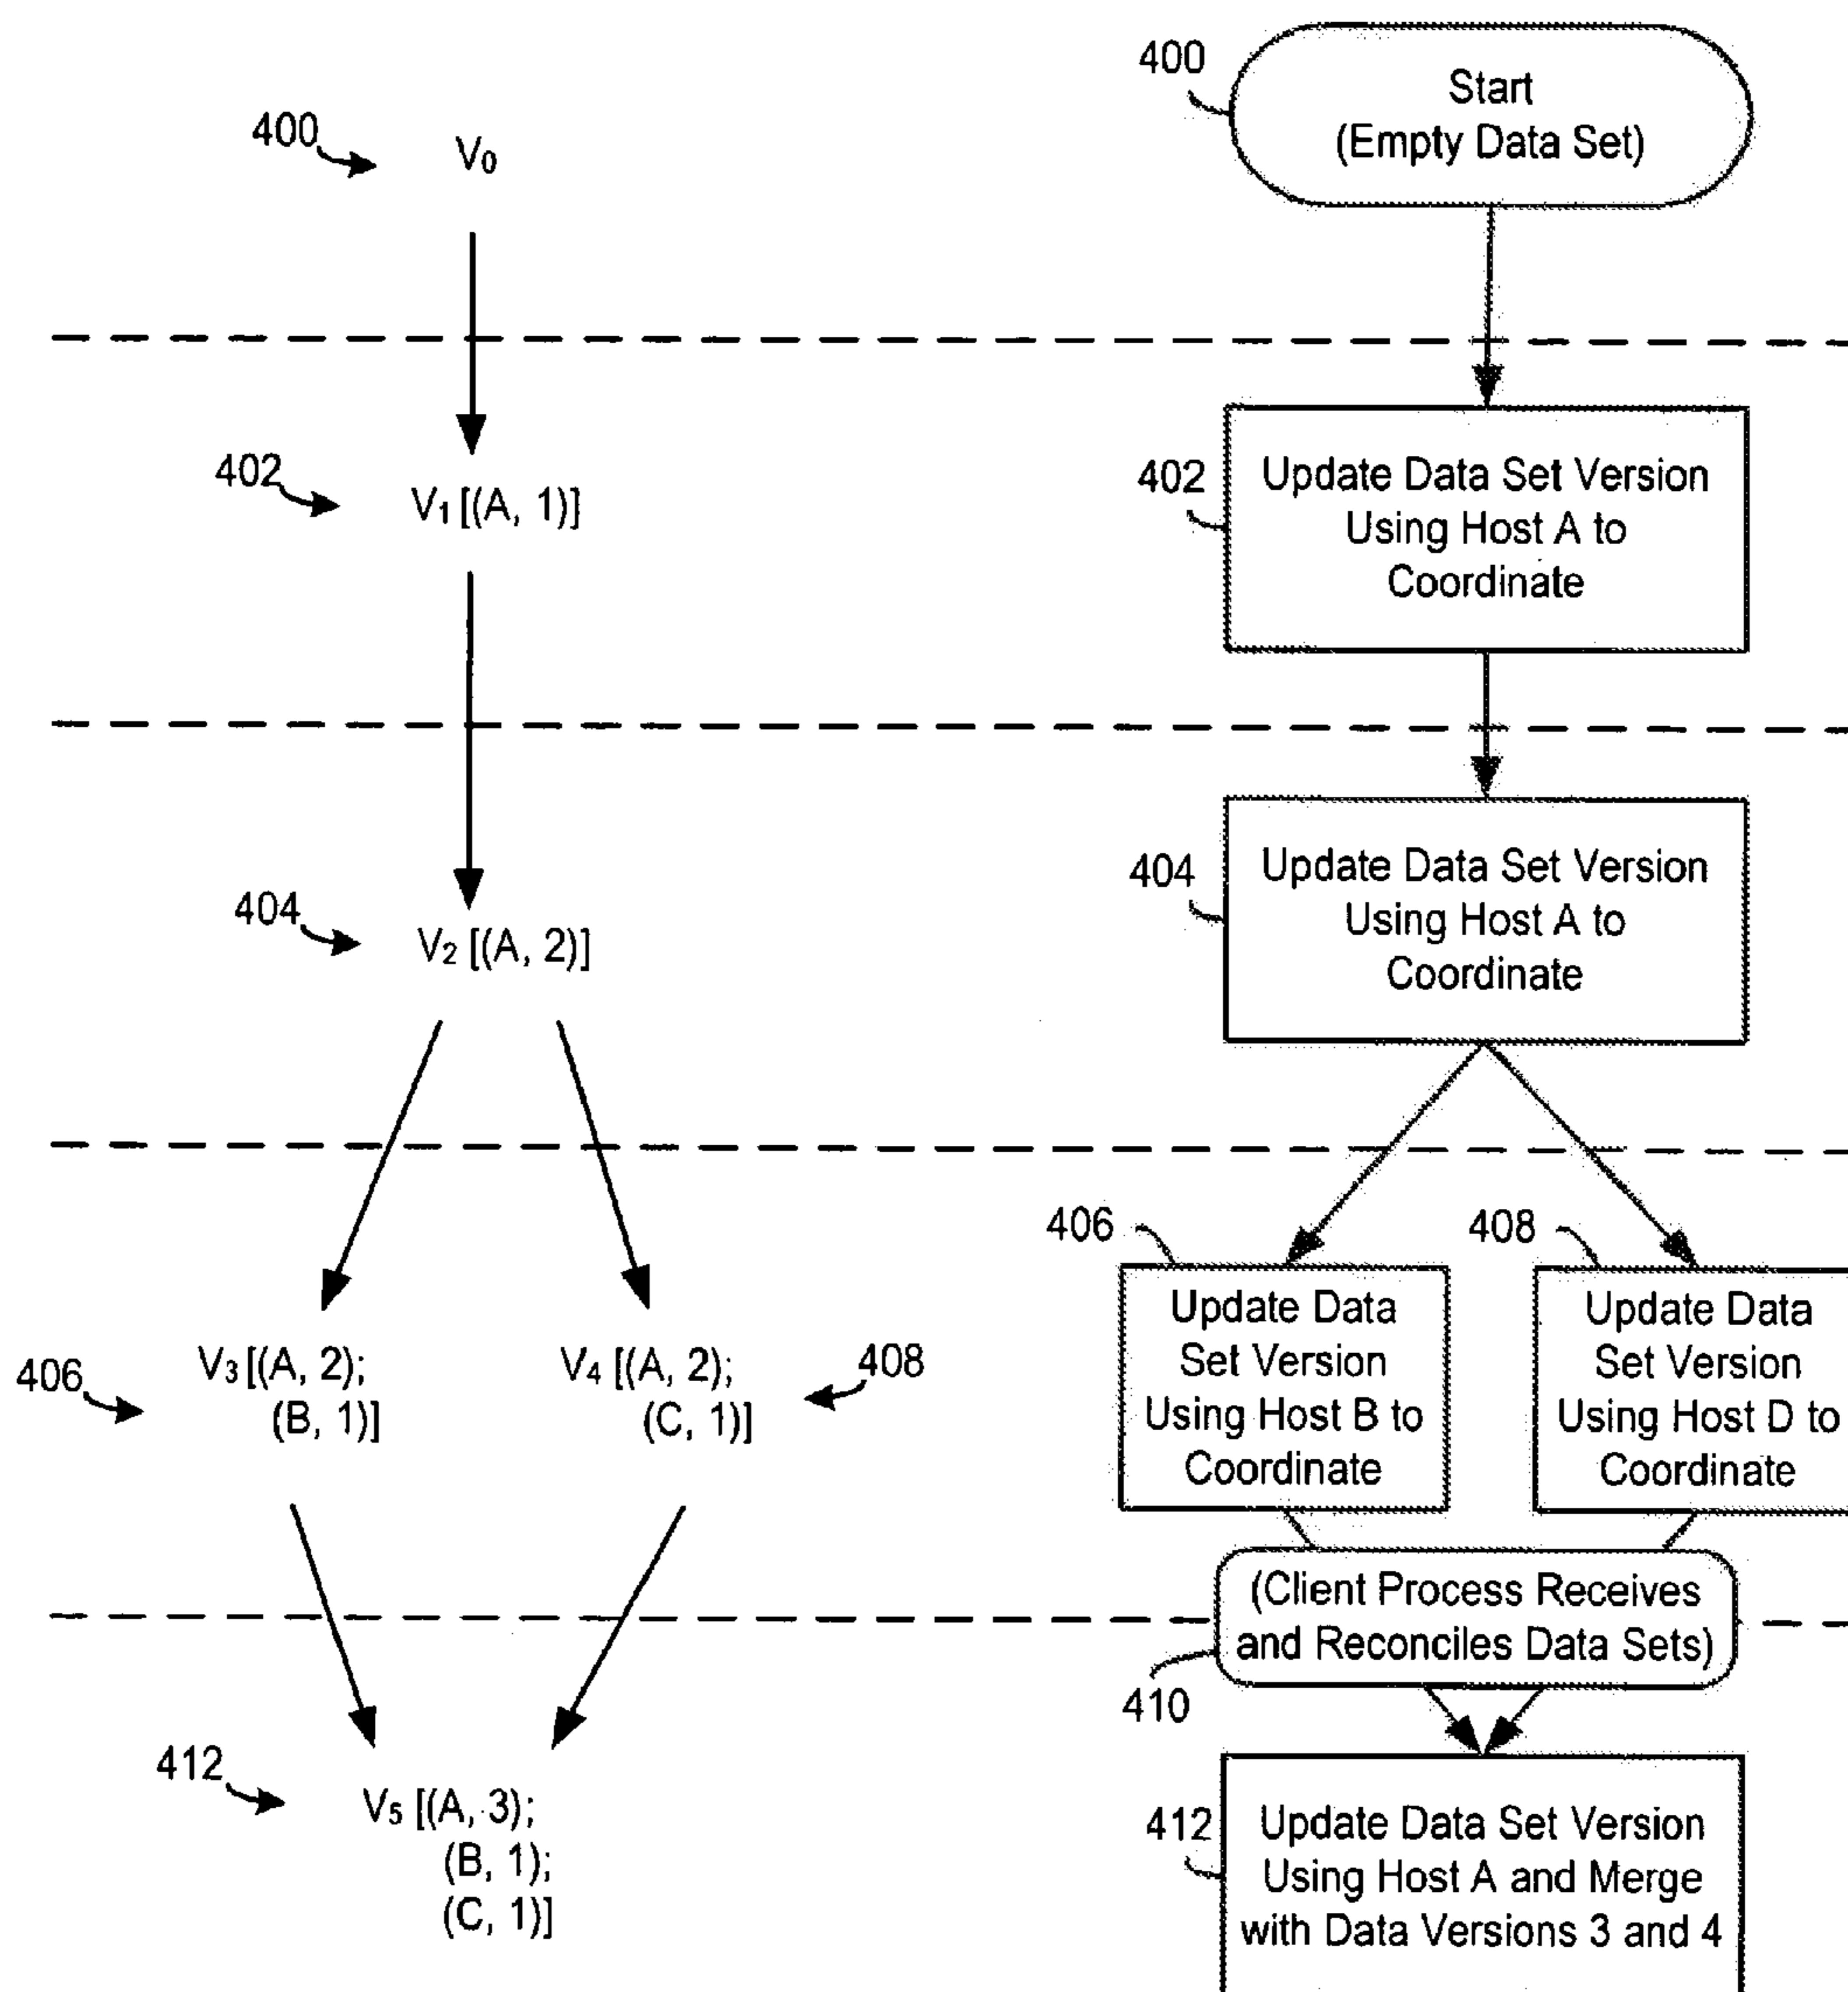 400
V0
402
V1 [(A, 1)]
404
V2 [(A, 2)]
406
V3 [(A, 2);
(B, 1)]
V4 [(A, 2);
(C, 1)]
408
412
V5 [(A, 3);
(B, 1);
(C, 1)]
400
Start
(Empty Data Set)
402
Update Data Set Version
Using Host A to
Coordinate
404
Update Data Set Version
Using Host A to
Coordinate
406
Update Data
Set Version
Using Host B to
Coordinate
408
Update Data
Set Version
Using Host D to
Coordinate
(Client Process Receives
and Reconciles Data Sets)
410
412
Update Data Set Version
Using Host A and Merge
with Data Versions 3 and 4